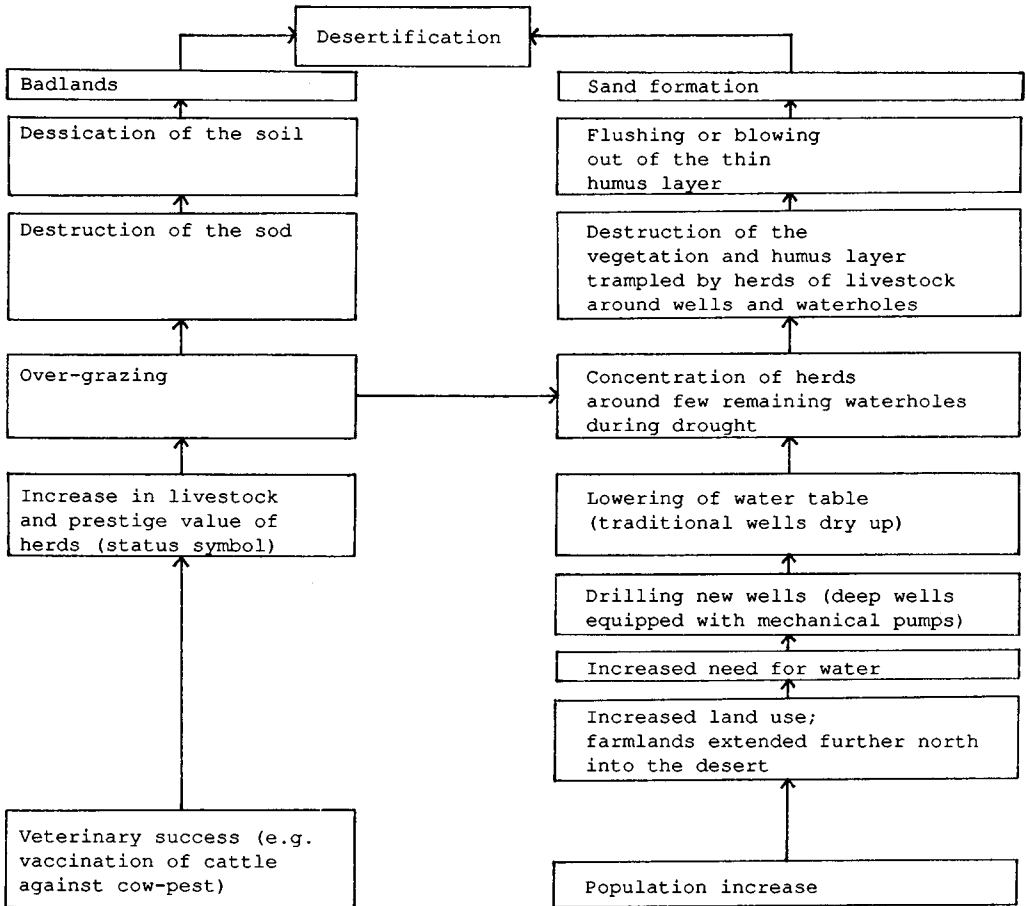 Desertification
Badlands
Dessication of the soil
Destruction of the sod
Over-grazing
Increase in livestock
and prestige value of
herds (status symbol)
Veterinary success (e.g.
vaccination of cattle
against cow-pest)
Sand formation
Flushing or blowing
out of the thin
humus layer
Destruction of the
vegetation and humus layer
trampled by herds of livestock
around wells and waterholes
Concentration of herds
around few remaining waterholes
during drought
Lowering of water table
(traditional wells dry up)
Drilling new wells (deep wells
equipped with mechanical pumps)
Increased need for water
Increased land use;
farmlands extended further north
into the desert
Population increase